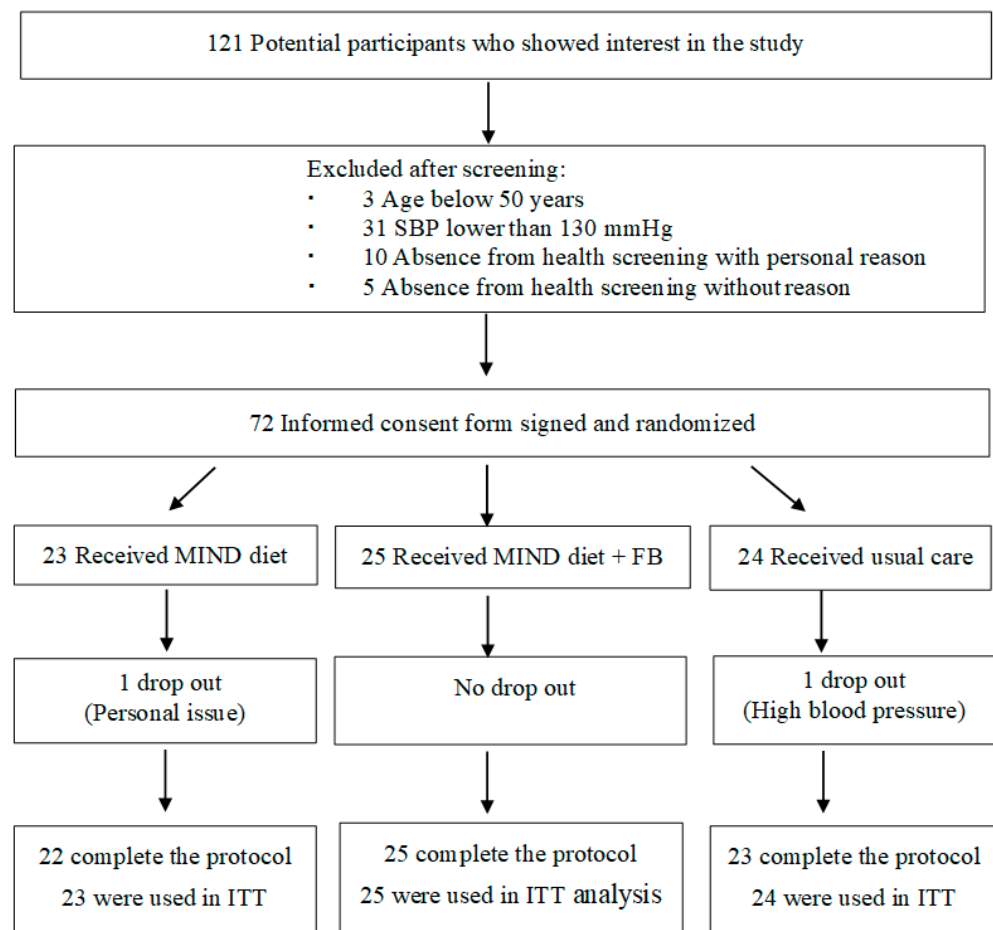 121 Potential participants who showed interest in the study
Excluded after screening:
· 3 Age below 50 years
· 31 SBP lower than 130 mmHg
· 10 Absence from health screening with personal reason
· 5 Absence from health screening without reason
72 Informed consent form signed and randomized
23 Received MIND diet
25 Received MIND diet + FB
24 Received usual care
1 drop out
(Personal issue)
No drop out
1 drop out
(High blood pressure)
22 complete the protocol
23 were used in ITT
25 complete the protocol
25 were used in ITT analysis
23 complete the protocol
24 were used in ITT